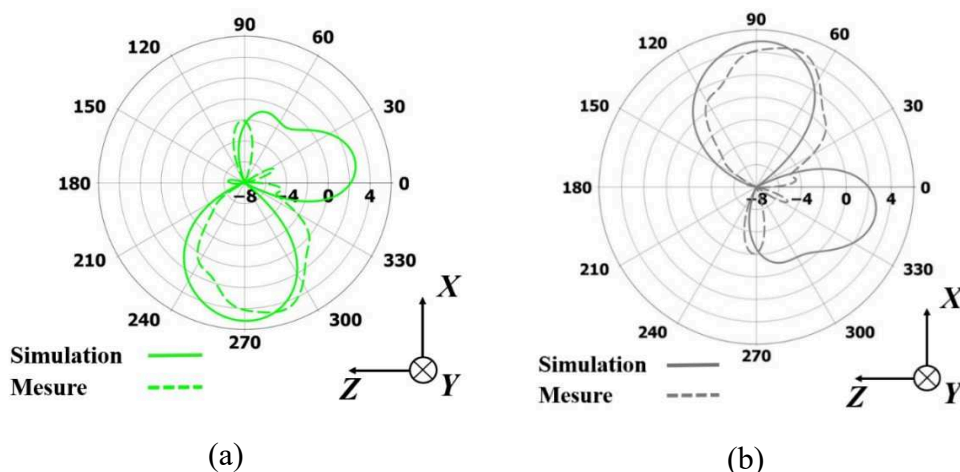 90
120 60
150 30
180 -8 -4 0 4 0
210 330
240 300
270
X
Simulation
Mesure
Z Y
(a)
90
120 60
150 30
180 -8 -4 0 4 0
210 330
240 300
270
X
Simulation
Mesure
Z Y
(b)